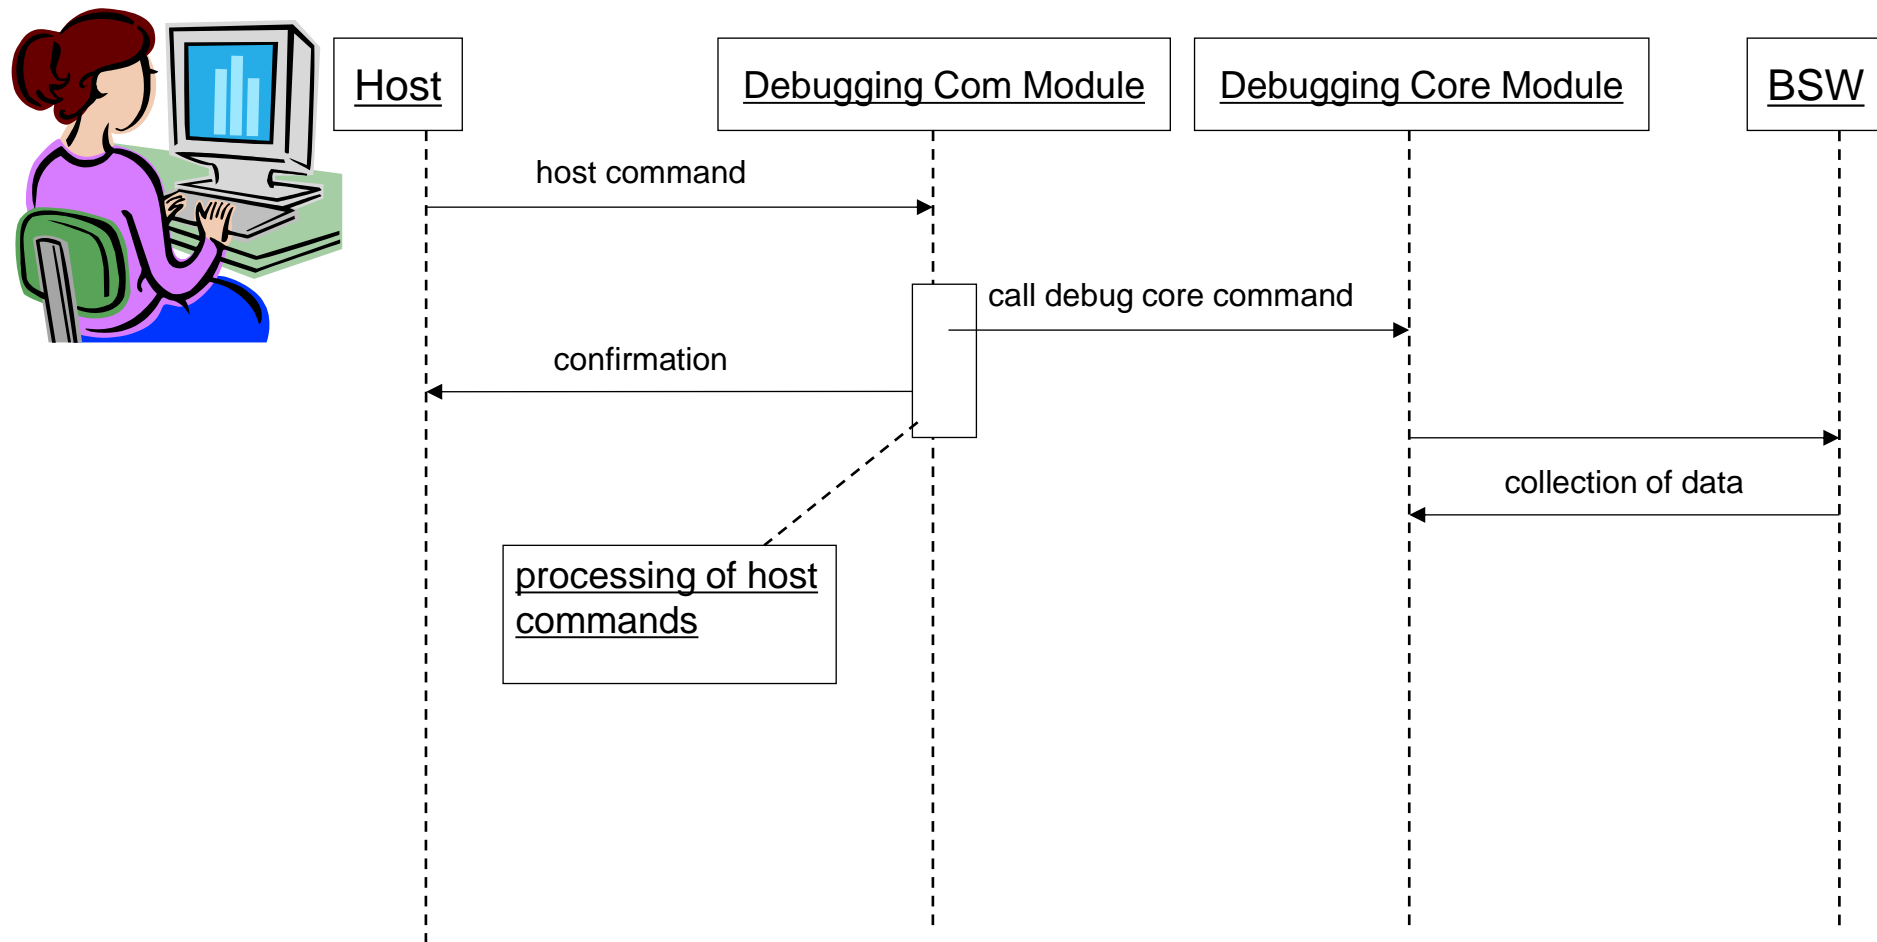 Host
Debugging Com Module
Debugging Core Module
BSW
host command
call debug core command
confirmation
collection of data
processing of host
commands